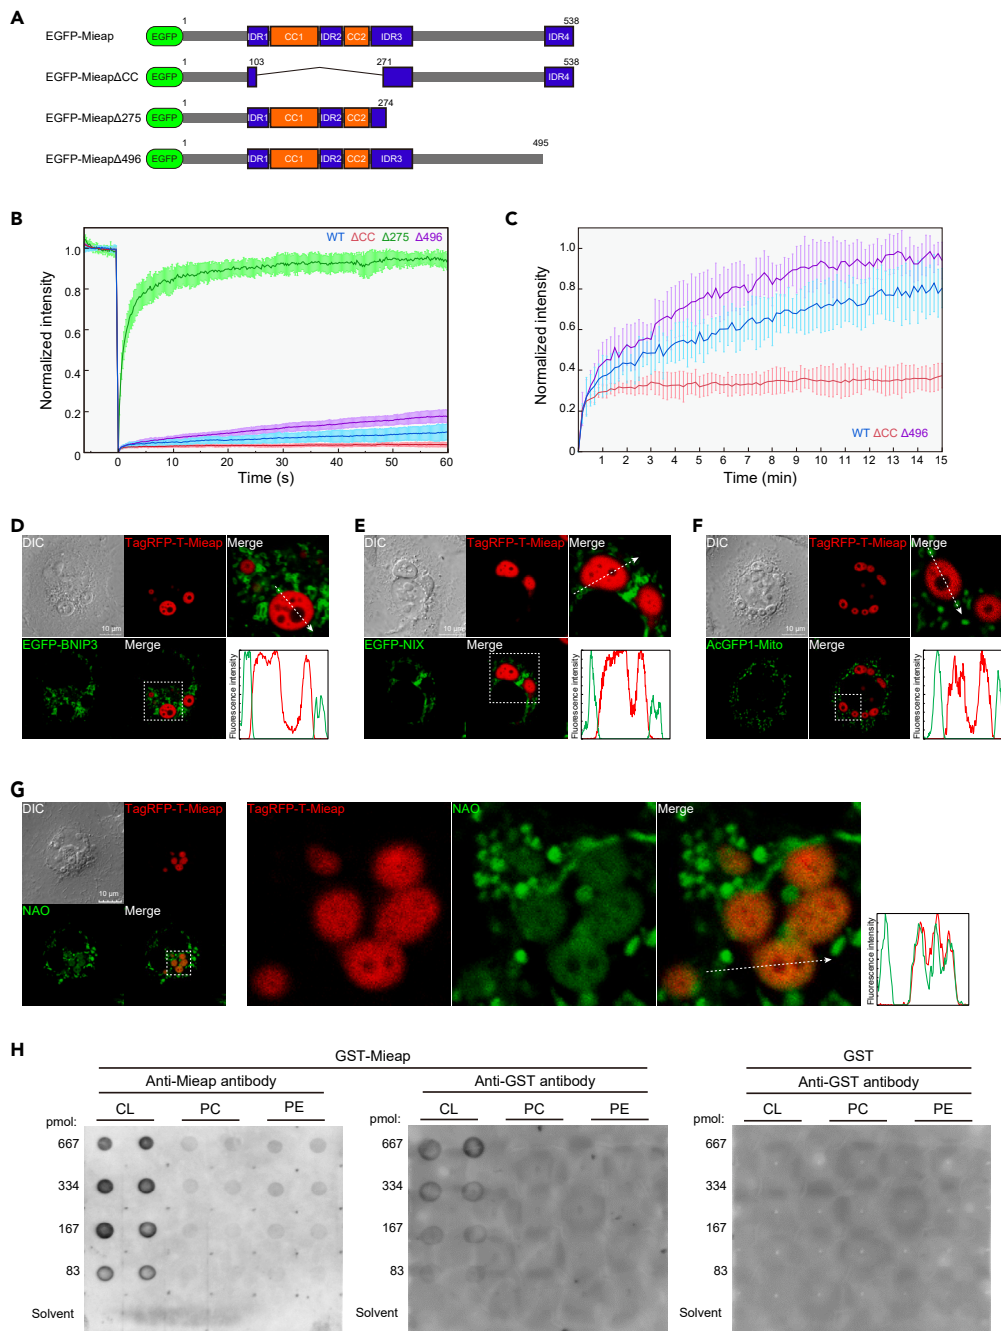 A
1
538
EGFP-Mieap
EGFP
IDR1
CC1
IDR2
CC2
IDR3
IDR4
1
103
271
538
EGFP-MieapΔCC
EGFP
IDR4
1
274
EGFP-MieapΔ275
EGFP
IDR1
CC1
IDR2
CC2
1
495
EGFP-MieapΔ496
EGFP
IDR1
CC1
IDR2
CC2
IDR3
B
WT ΔCC Δ275 Δ496
Normalized intensity
1.0
0.8
0.6
0.4
0.2
0
0 10 20 30 40 50 60
Time (s)
C
Normalized intensity
1.0
0.8
0.6
0.4
0.2
0
WT ΔCC Δ496
1 2 3 4 5 6 7 8 9 10 11 12 13 14 15
Time (min)
D
DIC
TagRFP-T-Mieap
Merge
10 µm
EGFP-BNIP3
Merge
Fluorescence intensity
E
DIC
TagRFP-T-Mieap
Merge
10 µm
EGFP-NIX
Merge
Fluorescence intensity
F
DIC
TagRFP-T-Mieap
Merge
10 µm
AcGFP1-Mito
Merge
Fluorescence intensity
G
DIC
TagRFP-T-Mieap
10 µm
NAO
Merge
TagRFP-T-Mieap
NAO
Merge
Fluorescence intensity
H
GST-Mieap
GST
Anti-Mieap antibody
Anti-GST antibody
Anti-GST antibody
CL PC PE
CL PC PE
CL PC PE
pmol:
667
334
167
83
Solvent
pmol:
667
334
167
83
Solvent
pmol:
667
334
167
83
Solvent